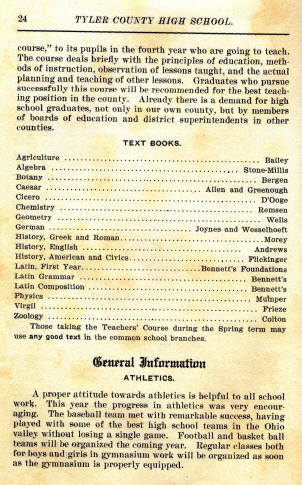 24 TYLER COUNTY HIGH SCHOOL.
course," to its pupils in the fourth year who are going to teach.
The course deals briefly with the principles of education, meth-
ods of instruction, observation of lessons taught, and the actual
planning and teaching of other lessons. Graduates who pursue
successfully this course will be recommended for the best teach-
ing position in the county. Already there is a demand for high
school graduates, not only in our own county, but by members
of boards of education and district superintendents in other
counties.
TEXT BOOKS.
Agriculture ........ Bailey
Algebra ........ Stone-Millis
Botany ........ Bergen
Caesar ........ Allen and Greenough
Cicero ........ D'Ooge
Chemistry ........ Remsen
Geometry ........ Wells
German ........ Joynes and Wesselhoeft
History, Greek and Roman ........ Morey
History, English ........ Andrews
History, American and Civics ........ Flickinger
Latin, First Year ........ Bennett's Foundations
Latin Grammar ........ Bennett's
Latin Composition ........ Bennett's
Physics ........ Mumper
Virgil ........ Frieze
Zoology ........ Colton
Those taking the Teachers' Course during the Spring term may
use any good text in the common school branches.
General Information
ATHLETICS.
A proper attitude towards athletics is helpful to all school
work. This year the progress in athletics was very encour-
aging. The baseball team met with remarkable success, having
played with some of the best high school teams in the Ohio
valley without losing a single game. Football and basket ball
teams will be organized the coming year. Regular classes both
for boys and girls in gymnasium work will be organized as soon
as the gymnasium is properly equipped.